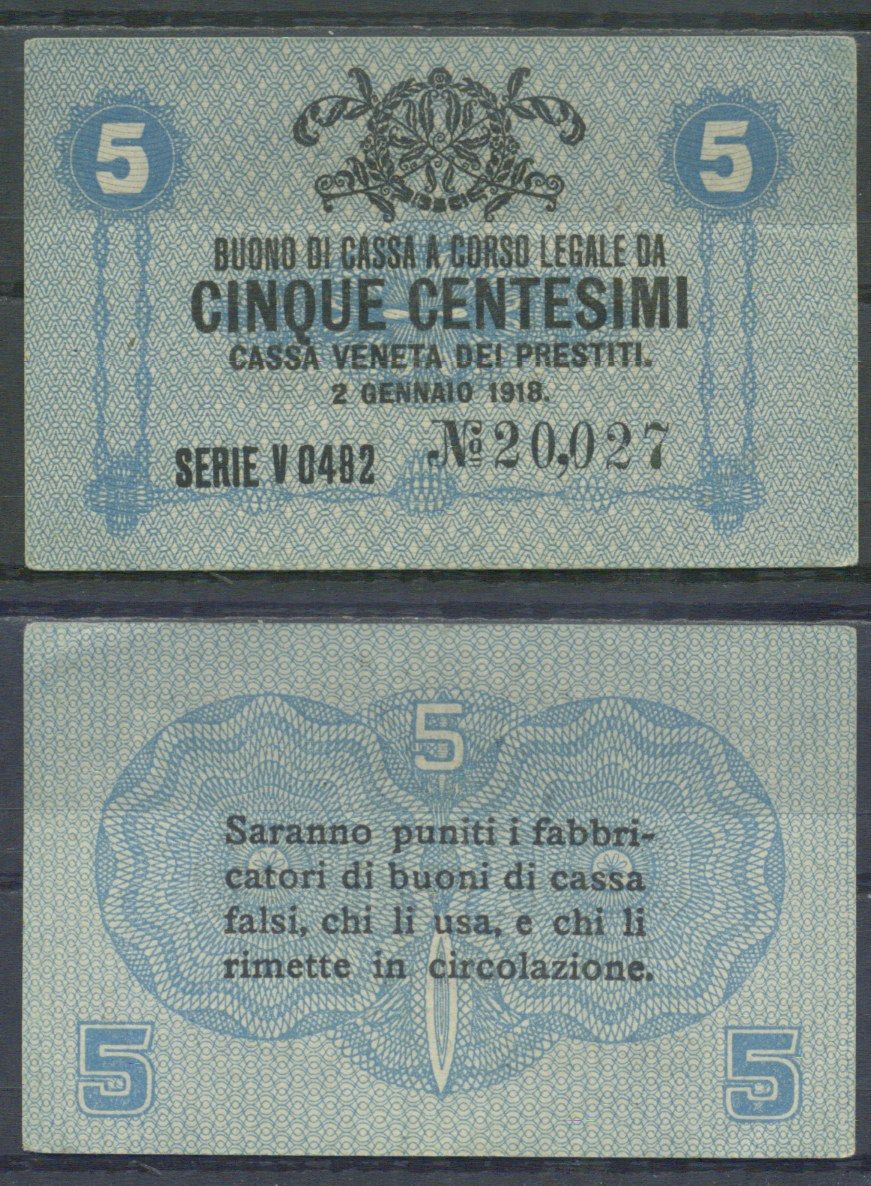 5 5
BUONO DI CASSA A CORSO LEGALE DA
CINQUE CENTESIMI
CASSA VENETA DEI PRESTITI.
2 GENNAIO 1918.
SERIE V 0482 № 20,027
5
Saranno puniti i fabbri-
catori di buoni di cassa
falsi, chi li usa, e chi li
rimette in circolazione.
5 5